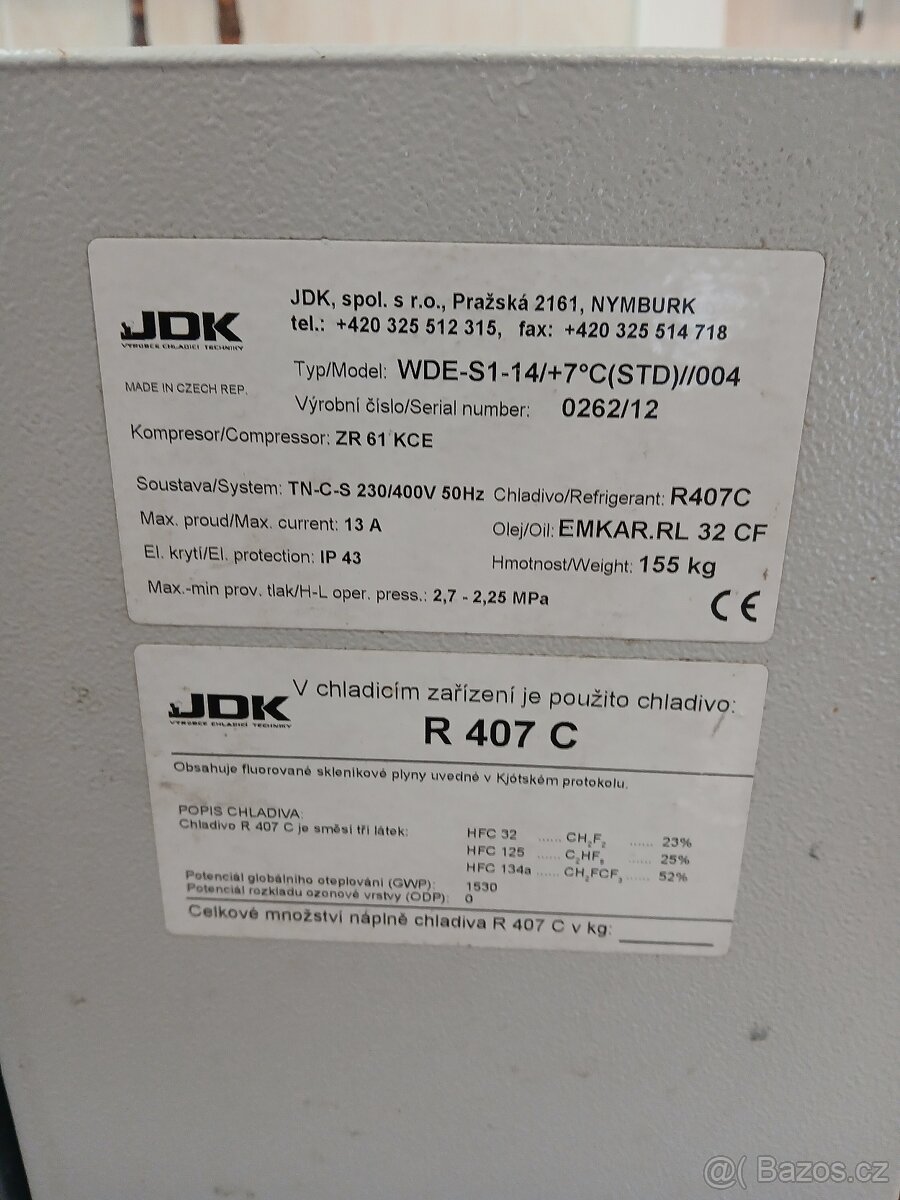 JDK
VÝROBCE CHLADICÍ TECHNIKY
MADE IN CZECH REP.
JDK, spol. s r.o., Pražská 2161, NYMBURK
tel.: +420 325 512 315, fax: +420 325 514 718
Typ/Model: WDE-S1-14/+7°C(STD)//004
Výrobní číslo/Serial number: 0262/12
Kompresor/Compressor: ZR 61 KCE
Soustava/System: TN-C-S 230/400V 50Hz Chladivo/Refrigerant: R407C
Max. proud/Max. current: 13 A Olej/Oil: EMKAR.RL 32 CF
El. krytí/El. protection: IP 43 Hmotnost/Weight: 155 kg
Max.-min prov. tlak/H-L oper. press.: 2,7 - 2,25 MPa
CE
JDK
VÝROBCE CHLADICÍ TECHNIKY
V chladicím zařízení je použito chladivo:
R 407 C
Obsahuje fluorované skleníkové plyny uvedné v Kjótském protokolu.
POPIS CHLADIVA:
Chladivo R 407 C je směsí tří látek: HFC 32 ...... CH₂F₂ ...... 23%
HFC 125 ...... C₂HF₅ ...... 25%
HFC 134a ...... CH₂FCF₃ ...... 52%
Potenciál globálního oteplování (GWP): 1530
Potenciál rozkladu ozonové vrstvy (ODP): 0
Celkové množství náplně chladiva R 407 C v kg: ________
@( Bazos.cz